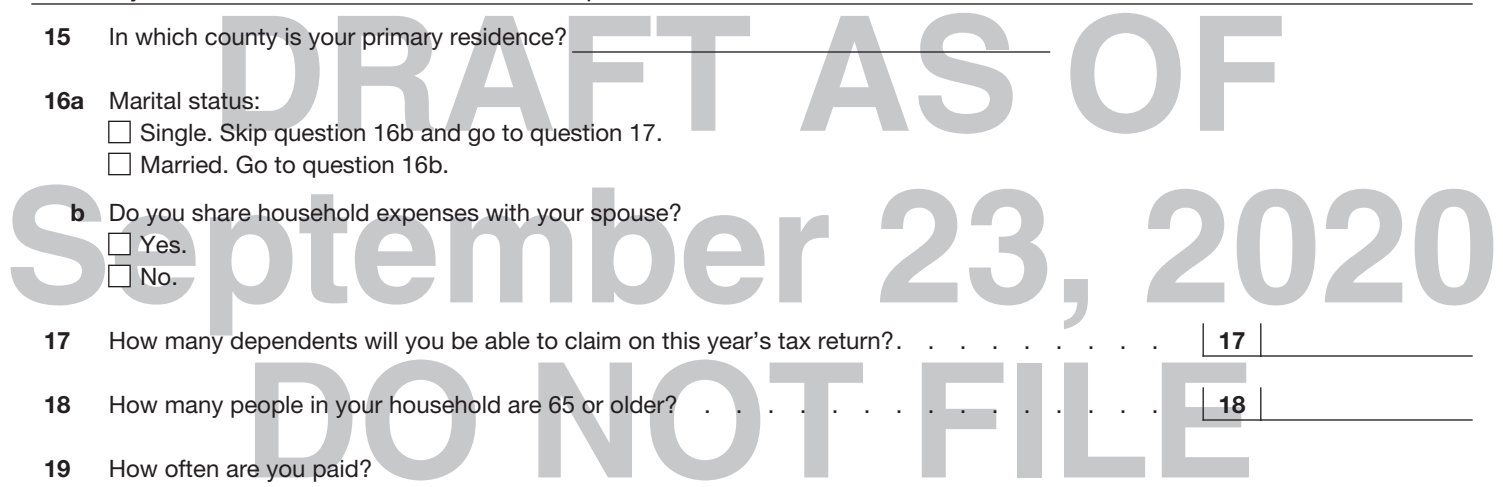 DRAFT AS OF
15 In which county is your primary residence?
16a Marital status:
Single. Skip question 16b and go to question 17.
Married. Go to question 16b.
September 23, 2020
b Do you share household expenses with your spouse?
Yes.
No.
17 How many dependents will you be able to claim on this year’s tax return? . . . . . . . . . 17
DO NOT FILE
18 How many people in your household are 65 or older? . . . . . . . . . . . . . . . 18
19 How often are you paid?